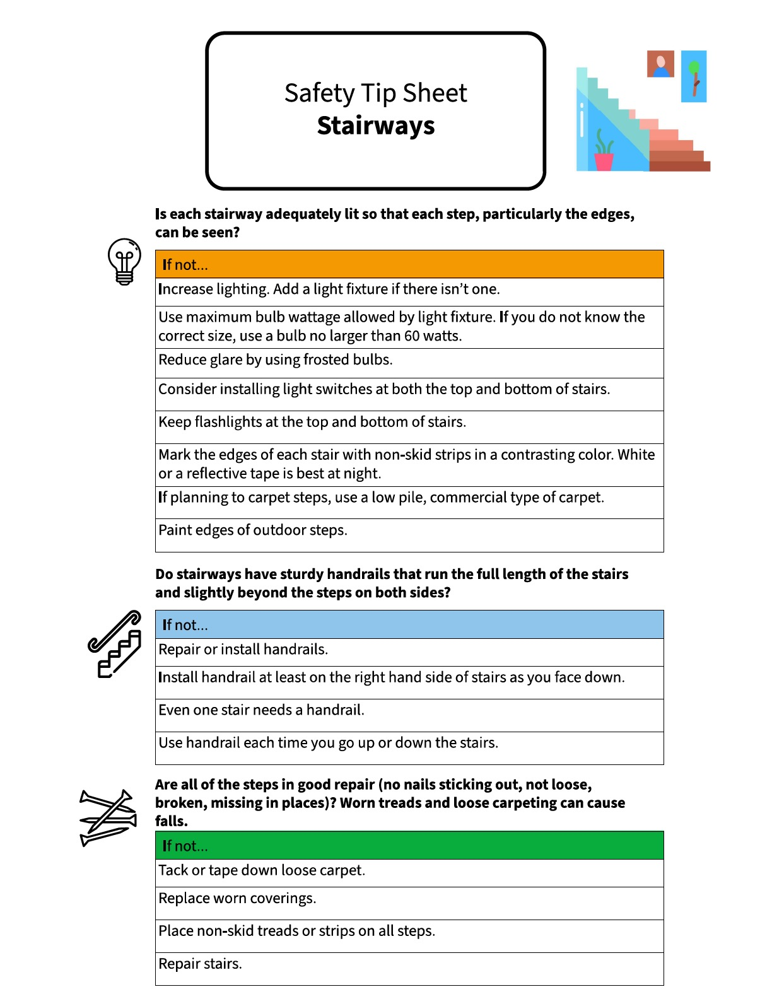 Safety Tip Sheet
Stairways
Is each stairway adequately lit so that each step, particularly the edges,
can be seen?
If not...
Increase lighting. Add a light fixture if there isn’t one.
Use maximum bulb wattage allowed by light fixture. If you do not know the
correct size, use a bulb no larger than 60 watts.
Reduce glare by using frosted bulbs.
Consider installing light switches at both the top and bottom of stairs.
Keep flashlights at the top and bottom of stairs.
Mark the edges of each stair with non-skid strips in a contrasting color. White
or a reflective tape is best at night.
If planning to carpet steps, use a low pile, commercial type of carpet.
Paint edges of outdoor steps.
Do stairways have sturdy handrails that run the full length of the stairs
and slightly beyond the steps on both sides?
If not...
Repair or install handrails.
Install handrail at least on the right hand side of stairs as you face down.
Even one stair needs a handrail.
Use handrail each time you go up or down the stairs.
Are all of the steps in good repair (no nails sticking out, not loose,
broken, missing in places)? Worn treads and loose carpeting can cause
falls.
If not...
Tack or tape down loose carpet.
Replace worn coverings.
Place non-skid treads or strips on all steps.
Repair stairs.